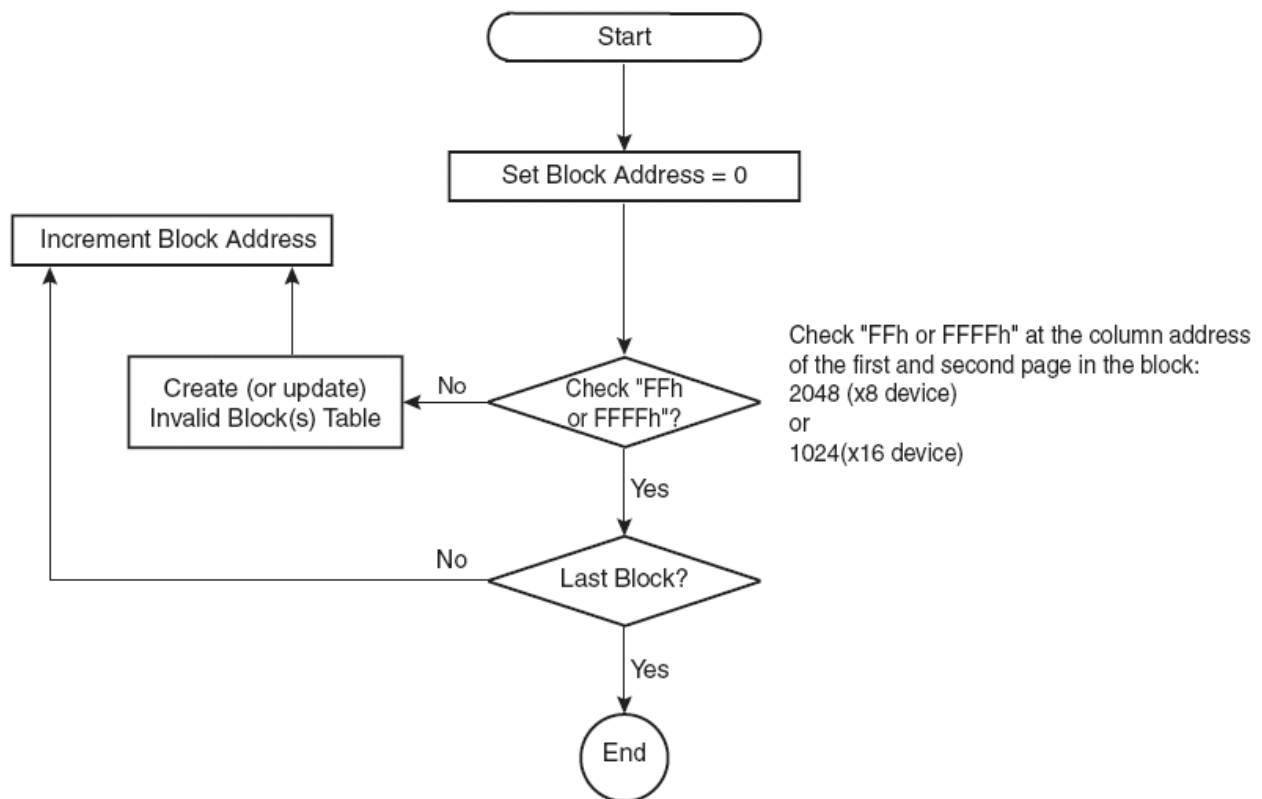 Start
Set Block Address = 0
Increment Block Address
Check "FFh or FFFFh" at the column address
of the first and second page in the block:
2048 (x8 device)
or
1024(x16 device)
Create (or update)
Invalid Block(s) Table
No
Check "FFh
or FFFFh"?
Yes
No
Last Block?
Yes
End